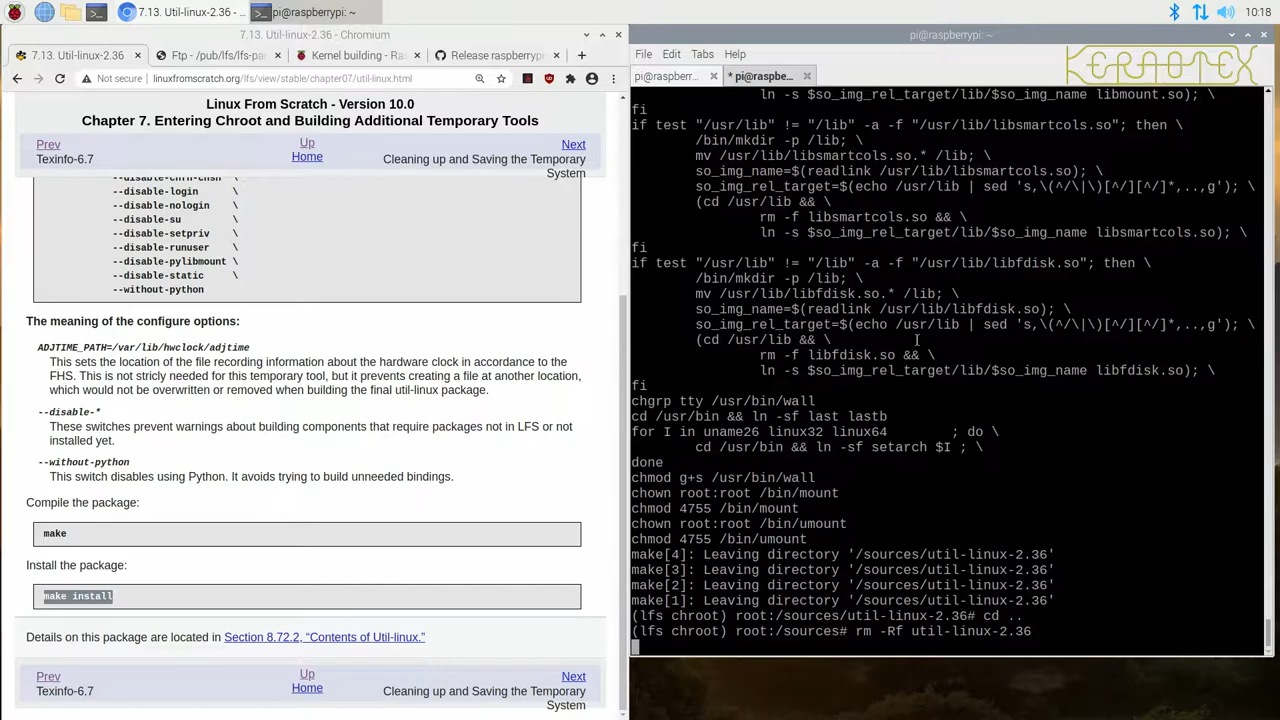 7.13. Util-linux-2.36 - ...
pi@raspberrypi: ~
10:18
7.13. Util-linux-2.36 - Chromium
7.13. Util-linux-2.36
Ftp - /pub/lfs/lfs-pa
Kernel building - Ras
Release raspberrypi
Not secure
linuxfromscratch.org/lfs/view/stable/chapter07/util-linux.html
Linux From Scratch - Version 10.0
Chapter 7. Entering Chroot and Building Additional Temporary Tools
Prev
Up
Next
Texinfo-6.7
Home
Cleaning up and Saving the Temporary
System
--disable-chfn-chsh \
--disable-login \
--disable-nologin \
--disable-su \
--disable-setpriv \
--disable-runuser \
--disable-pylibmount \
--disable-static \
--without-python
The meaning of the configure options:
ADJTIME_PATH=/var/lib/hwclock/adjtime
This sets the location of the file recording information about the hardware clock in accordance to the
FHS. This is not stricly needed for this temporary tool, but it prevents creating a file at another location,
which would not be overwritten or removed when building the final util-linux package.
--disable-*
These switches prevent warnings about building components that require packages not in LFS or not
installed yet.
--without-python
This switch disables using Python. It avoids trying to build unneeded bindings.
Compile the package:
make
Install the package:
make install
Details on this package are located in Section 8.72.2, “Contents of Util-linux.”
Prev
Up
Next
Texinfo-6.7
Home
Cleaning up and Saving the Temporary
System
pi@raspberrypi: ~
File Edit Tabs Help
KEROTEX
pi@raspberr...
* pi@raspbe...
ln -s $so_img_rel_target/lib/$so_img_name libmount.so); \
fi
if test "/usr/lib" != "/lib" -a -f "/usr/lib/libsmartcols.so"; then \
/bin/mkdir -p /lib; \
mv /usr/lib/libsmartcols.so.* /lib; \
so_img_name=$(readlink /usr/lib/libsmartcols.so); \
so_img_rel_target=$(echo /usr/lib | sed 's,\(^/\|\)[^/][^/]*,..,g'); \
(cd /usr/lib && \
rm -f libsmartcols.so && \
ln -s $so_img_rel_target/lib/$so_img_name libsmartcols.so); \
fi
if test "/usr/lib" != "/lib" -a -f "/usr/lib/libfdisk.so"; then \
/bin/mkdir -p /lib; \
mv /usr/lib/libfdisk.so.* /lib; \
so_img_name=$(readlink /usr/lib/libfdisk.so); \
so_img_rel_target=$(echo /usr/lib | sed 's,\(^/\|\)[^/][^/]*,..,g'); \
(cd /usr/lib && \
rm -f libfdisk.so && \
ln -s $so_img_rel_target/lib/$so_img_name libfdisk.so); \
fi
chgrp tty /usr/bin/wall
cd /usr/bin && ln -sf last lastb
for I in uname26 linux32 linux64 ; do \
cd /usr/bin && ln -sf setarch $I ; \
done
chmod g+s /usr/bin/wall
chown root:root /bin/mount
chmod 4755 /bin/mount
chown root:root /bin/umount
chmod 4755 /bin/umount
make[4]: Leaving directory '/sources/util-linux-2.36'
make[3]: Leaving directory '/sources/util-linux-2.36'
make[2]: Leaving directory '/sources/util-linux-2.36'
make[1]: Leaving directory '/sources/util-linux-2.36'
(lfs chroot) root:/sources/util-linux-2.36# cd ..
(lfs chroot) root:/sources# rm -Rf util-linux-2.36